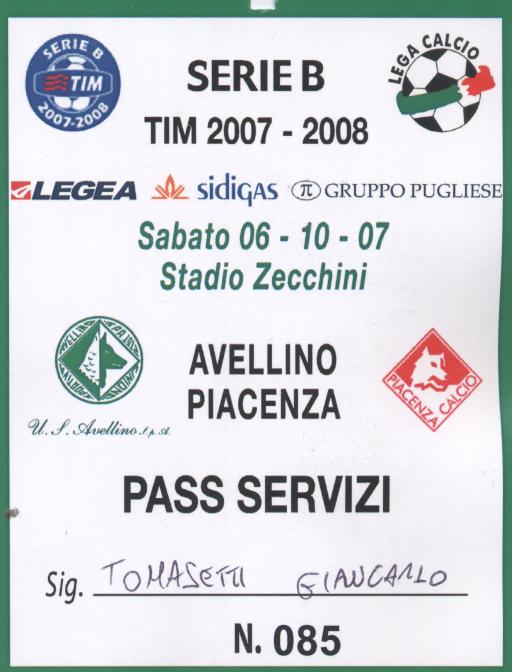 SERIE B
TIM
2007-2008
SERIE B
TIM 2007 - 2008
LEGA CALCIO
LEGEA sidigas π GRUPPO PUGLIESE
Sabato 06 - 10 - 07
Stadio Zecchini
AVELLINO
PIACENZA
PIACENZA CALCIO
U. S. Avellino s.p.a.
PASS SERVIZI
Sig. TOMASETTI GIANCARLO
N. 085